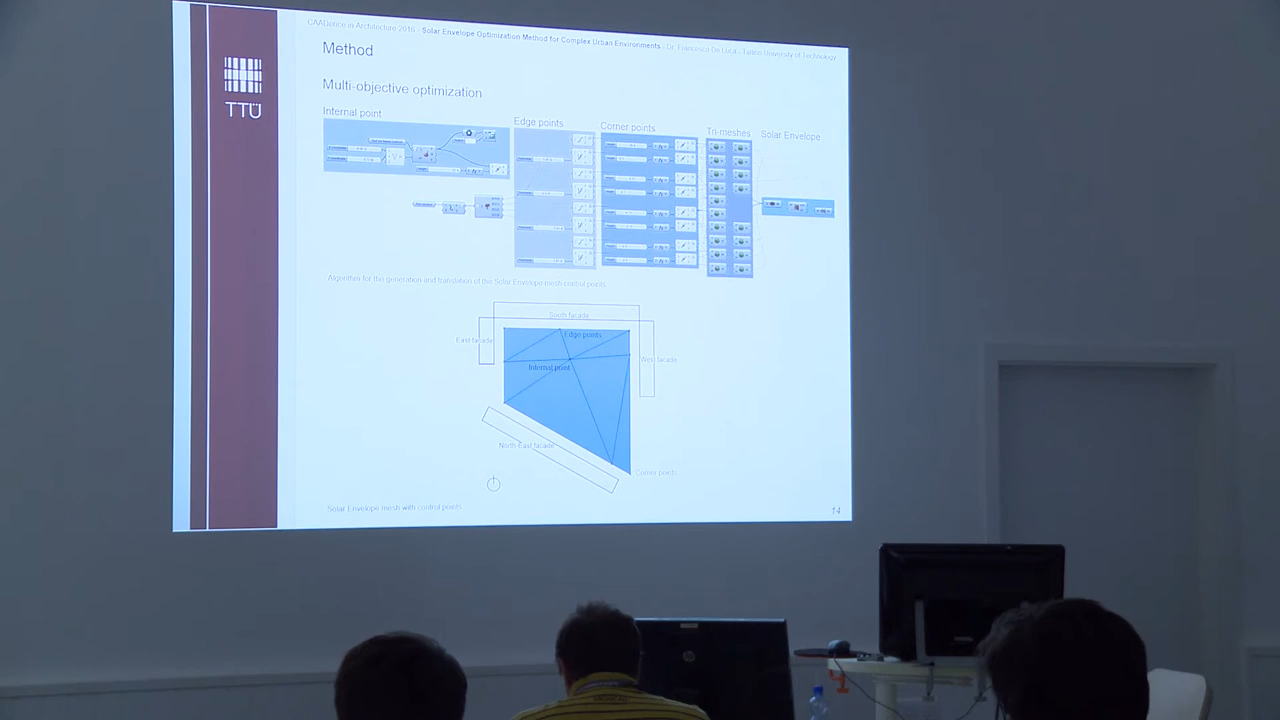 CAADence in Architecture 2016 - Solar Envelope Optimization Method for Complex Urban Environments - Dr. Francesco De Luca - Tallinn University of Technology
Method
TTÜ
Multi-objective optimization
Internal point
Edge points
Corner points
Tri-meshes
Solar Envelope
Algorithm for the generation and translation of the Solar Envelope mesh control points
South facade
Edge points
East facade
West facade
Internal point
North-East facade
Corner points
Solar Envelope mesh with control points
14